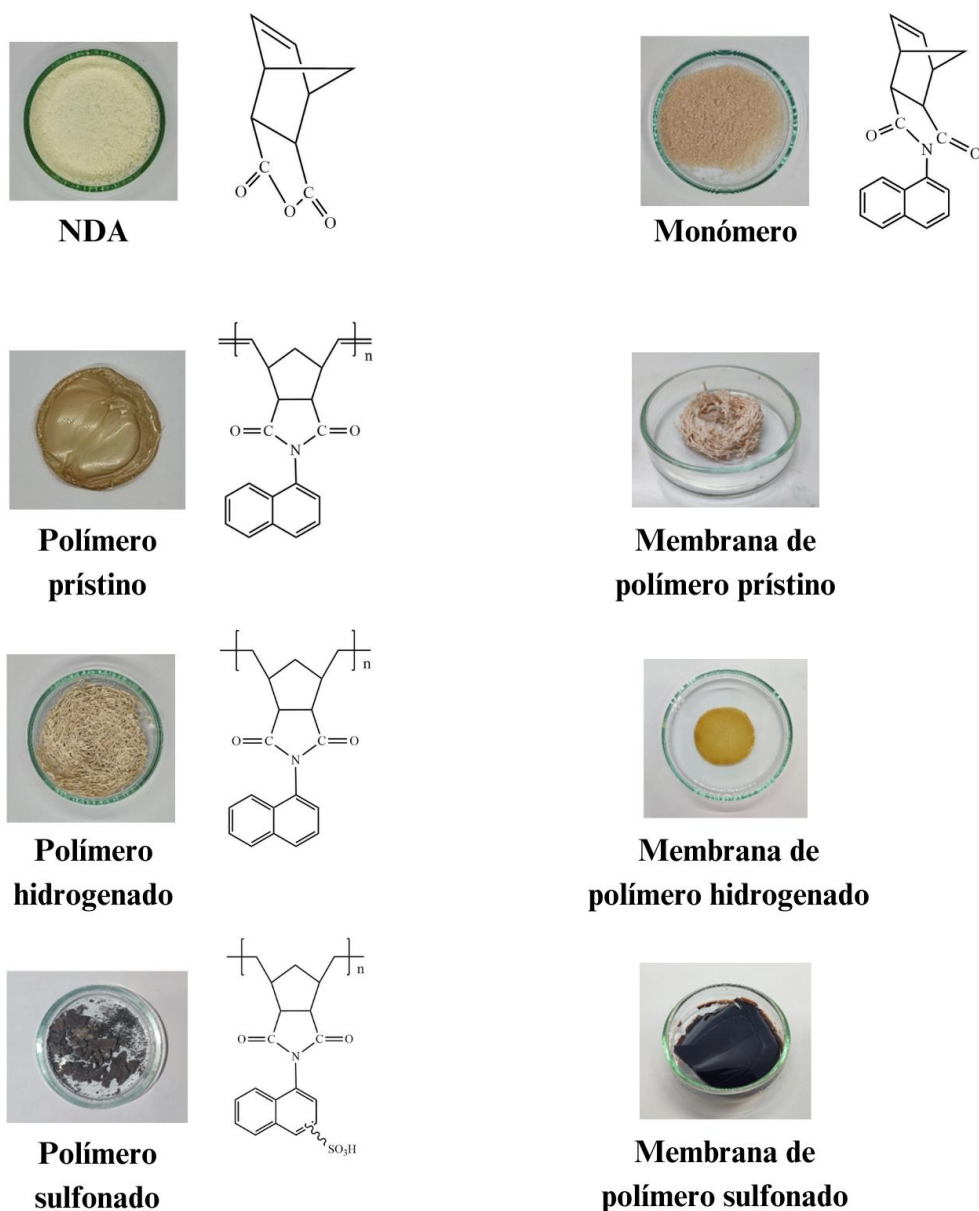 NDA
O
O
O
Monómero
O
C
C
N
O
n
O
C
C
O
N
Polímero
prístino
Membrana de
polímero prístino
n
O
C
C
O
N
Polímero
hidrogenado
Membrana de
polímero hidrogenado
n
O
C
C
O
N
SO₃H
Polímero
sulfonado
Membrana de
polímero sulfonado